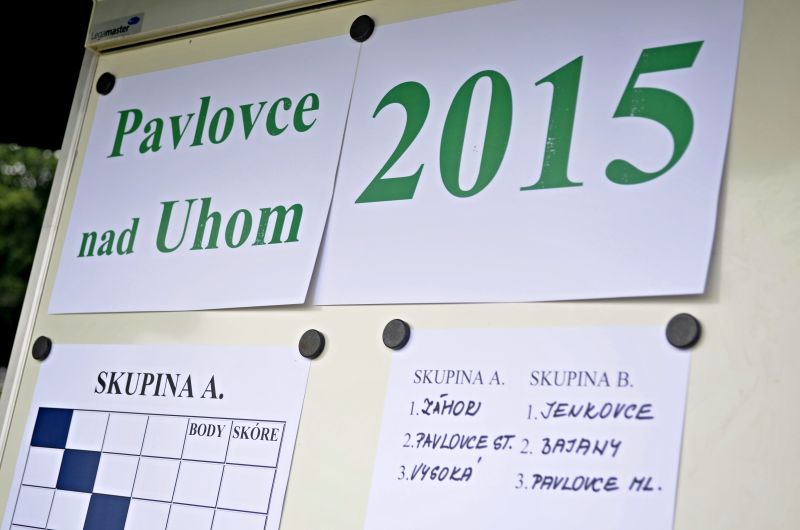 Legamaster
Pavlovce
nad Uhom
2015
SKUPINA A.
BODY SKÓRE
SKUPINA A.
1. ZÁHOR
2. PAVLOVCE ST.
3. VYSOKÁ
SKUPINA B.
1. JENKOVCE
2. BAJANY
3. PAVLOVCE ML.